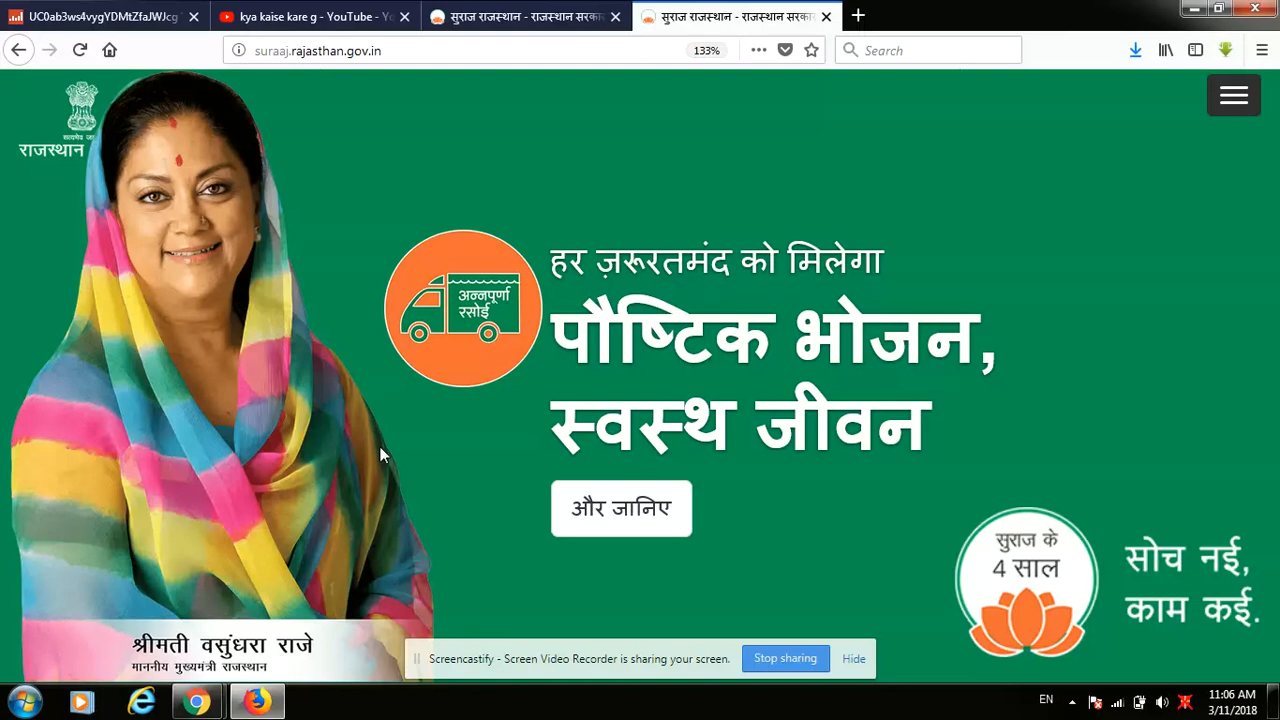 UC0ab3ws4vygYDYJtZfaJWJcg
kya kaise kare g - YouTube - Yo
सुराज राजस्थान - राजस्थान सरका
सुराज राजस्थान - राजस्थान सरका
suraaj.rajasthan.gov.in
133%
Search
राजस्थान
हर ज़रूरतमंद को मिलेगा
अन्नपूर्णा
रसोई
पौष्टिक भोजन,
स्वस्थ जीवन
और जानिए
सुराज के
4 साल
सोच नई,
काम कई.
श्रीमती वसुंधरा राजे
माननीय मुख्यमंत्री राजस्थान
Screencastify - Screen Video Recorder is sharing your screen.
Stop sharing
Hide
EN
11:06 AM
3/11/2018